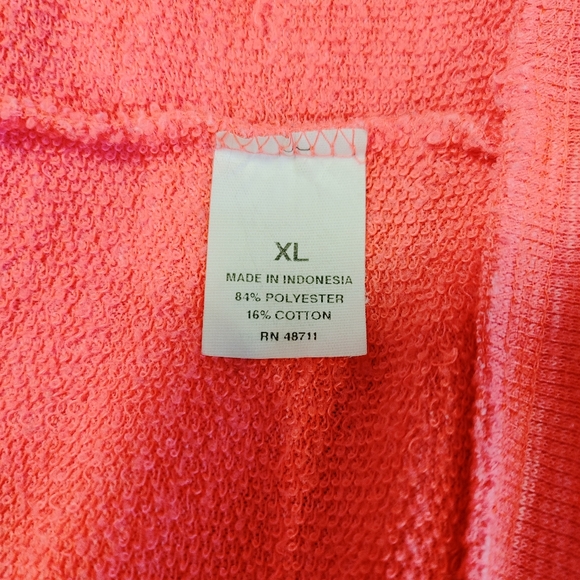 XL
MADE IN INDONESIA
84% POLYESTER
16% COTTON
RN 48711